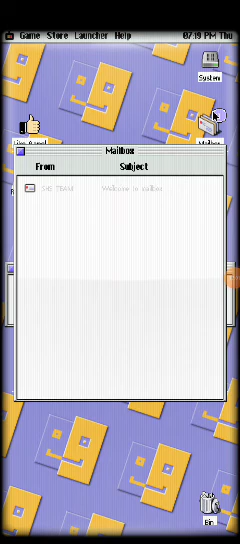 Game Store Launcher Help 07:19 PM Thu
System
Mailbox
From Subject
Welcome to mailbox
Bin